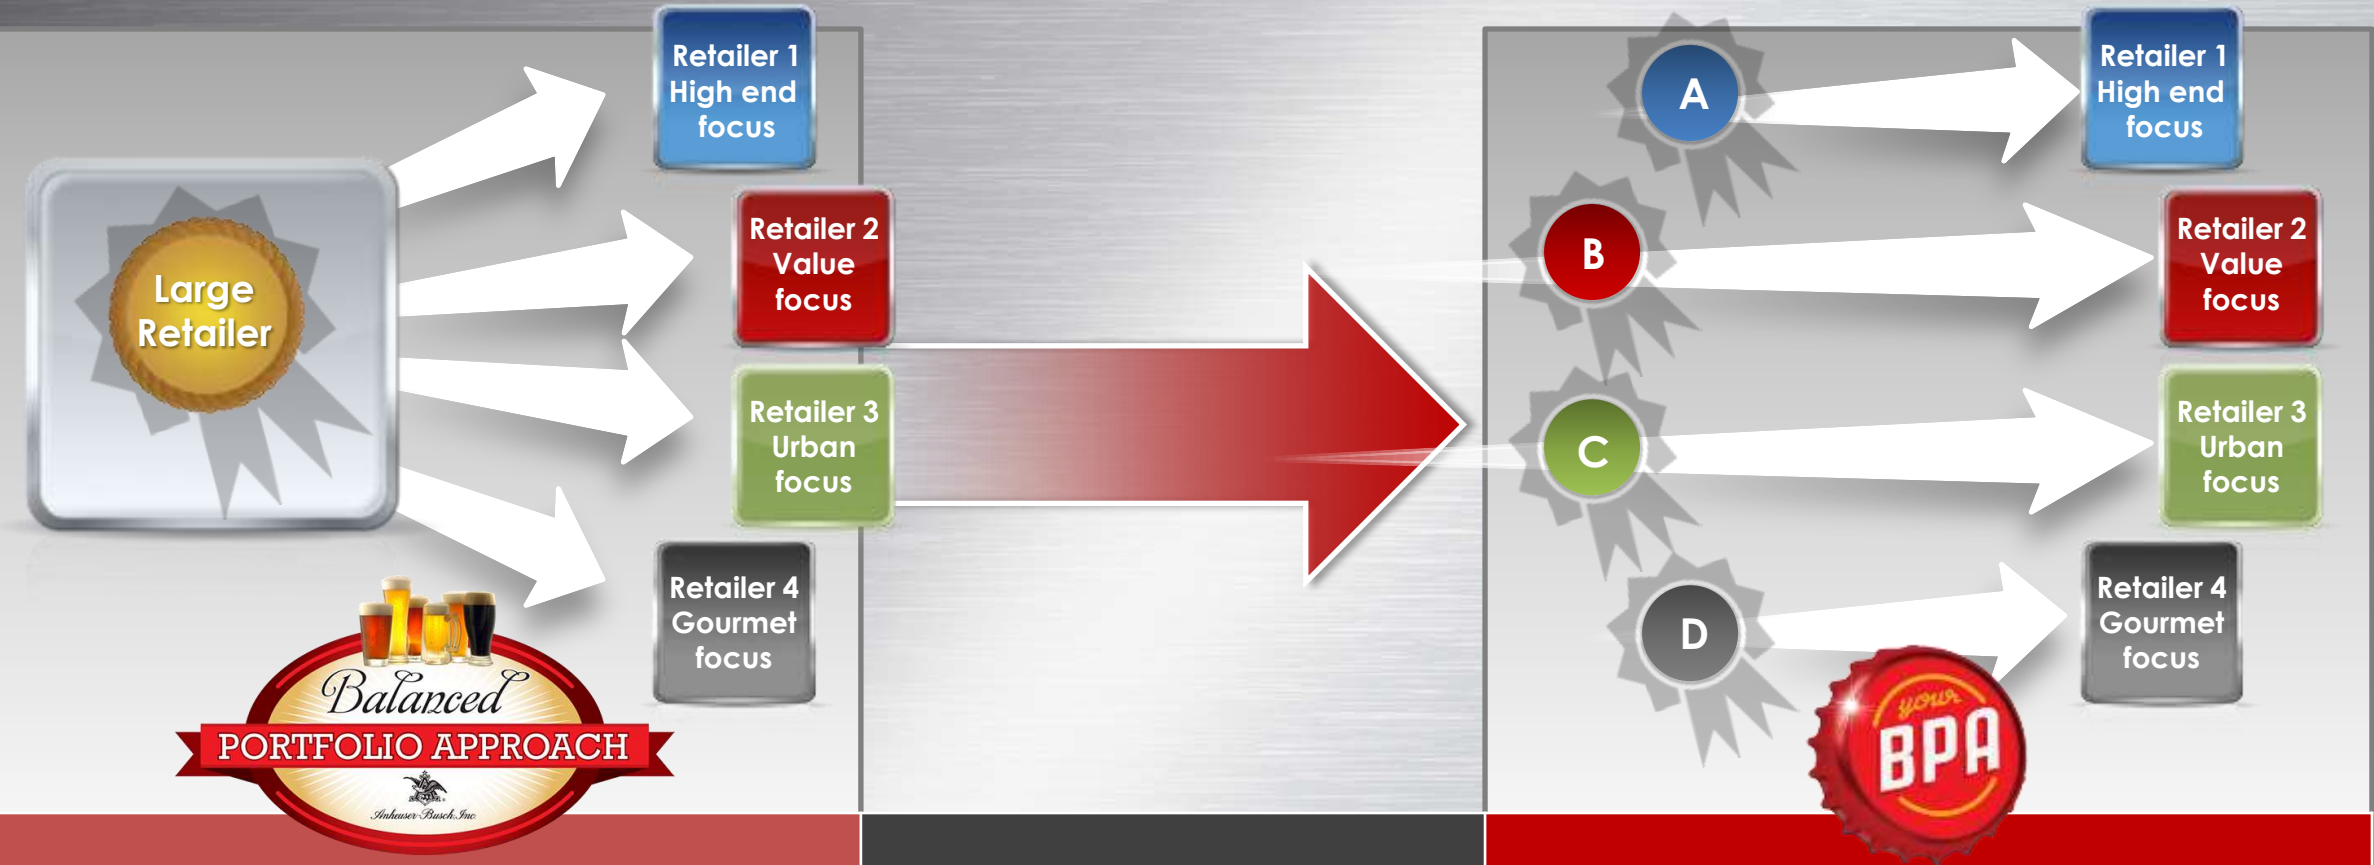 Large
Retailer
Retailer 1
High end
focus
Retailer 2
Value
focus
Retailer 3
Urban
focus
Retailer 4
Gourmet
focus
Balanced
PORTFOLIO APPROACH
Anheuser-Busch, Inc.
A
B
C
D
Retailer 1
High end
focus
Retailer 2
Value
focus
Retailer 3
Urban
focus
Retailer 4
Gourmet
focus
your
BPA